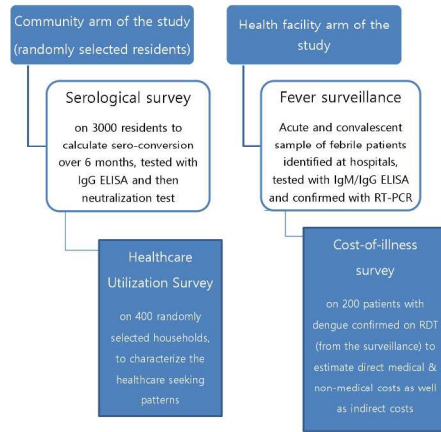 Community arm of the study
(randomly selected residents)
Serological survey
on 3000 residents to
calculate sero-conversion
over 6 months, tested with
IgG ELISA and then
neutralization test
Healthcare
Utilization Survey
on 400 randomly
selected households,
to characterize the
healthcare seeking
patterns
Health facility arm of the
study
Fever surveillance
Acute and convalescent
sample of febrile patients
identified at hospitals,
tested with IgM/IgG ELISA
and confirmed with RT-PCR
Cost-of-illness
survey
on 200 patients with
dengue confirmed on RDT
(from the surveillance) to
estimate direct medical &
non-medical costs as well
as indirect costs